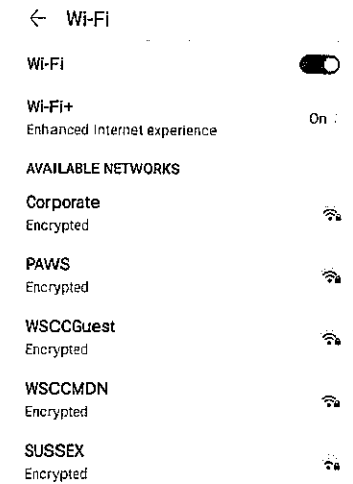 Wi-Fi
Wi-Fi
Wi-Fi+
Enhanced Internet experience
On
AVAILABLE NETWORKS
Corporate
Encrypted
PAWS
Encrypted
WSCCGuest
Encrypted
WSCCMDN
Encrypted
SUSSEX
Encrypted